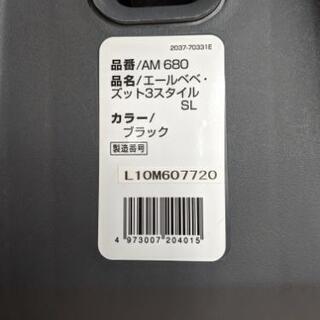 2037-70331E
品番/AM 680
品名/エールベベ・
ズット3スタイル
SL
カラー/
ブラック
製造番号
L10M607720
4 973007 204015